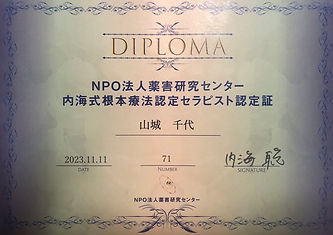 DIPLOMA
NPO法人薬害研究センター
内海式根本療法認定セラピスト認定証
山城 千代
2023.11.11 71 内海 聡
DATE NUMBER SIGNATURE
NPO法人薬害研究センター